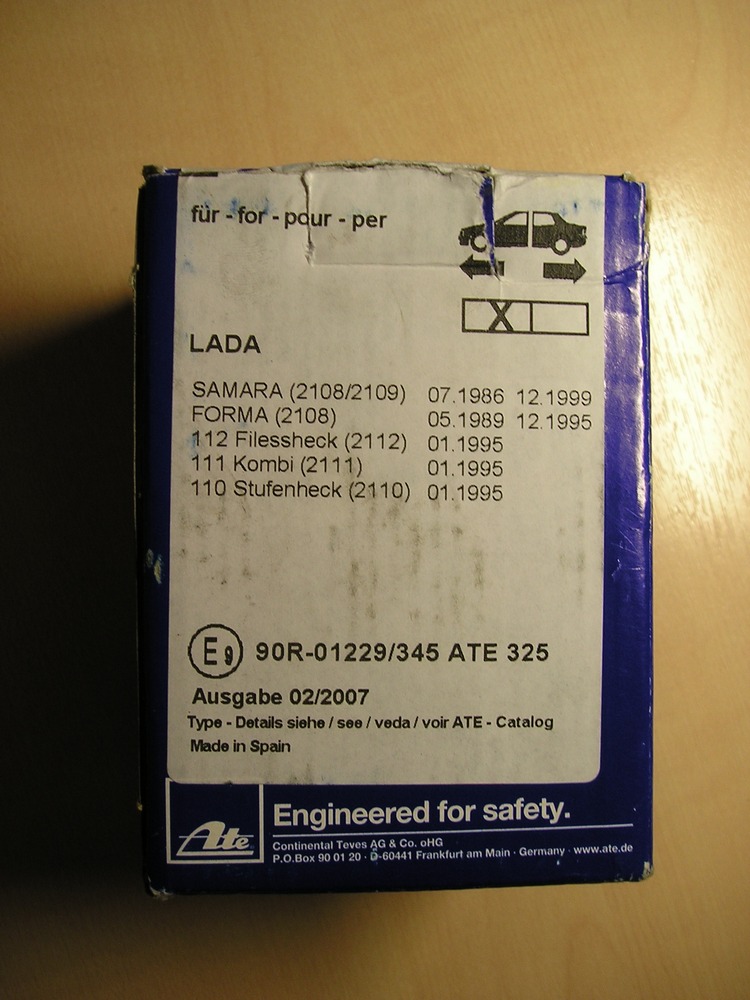 für - for - pour - per
X
LADA
SAMARA (2108/2109) 07.1986 12.1999
FORMA (2108) 05.1989 12.1995
112 Filessheck (2112) 01.1995
111 Kombi (2111) 01.1995
110 Stufenheck (2110) 01.1995
E9 90R-01229/345 ATE 325
Ausgabe 02/2007
Type - Details siehe / see / veda / voir ATE - Catalog
Made in Spain
Ate
Engineered for safety.
Continental Teves AG & Co. oHG
P.O.Box 90 01 20 · D-60441 Frankfurt am Main · Germany · www.ate.de